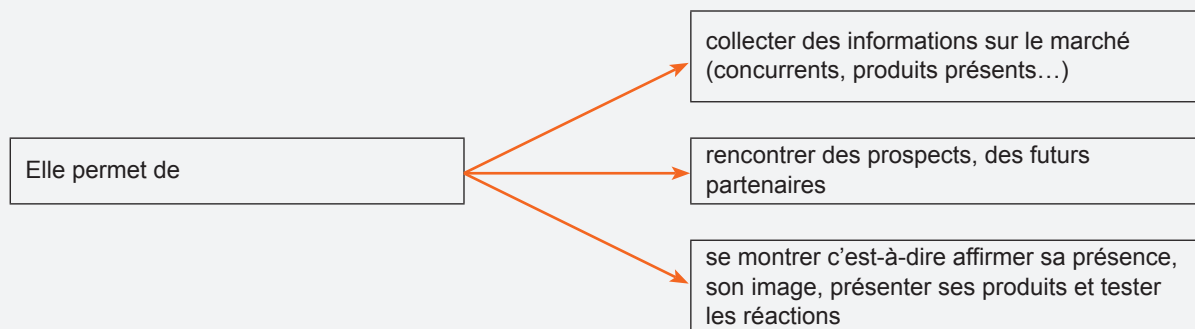 collecter des informations sur le marché
(concurrents, produits présents…)
Elle permet de
rencontrer des prospects, des futurs
partenaires
se montrer c’est-à-dire affirmer sa présence,
son image, présenter ses produits et tester
les réactions